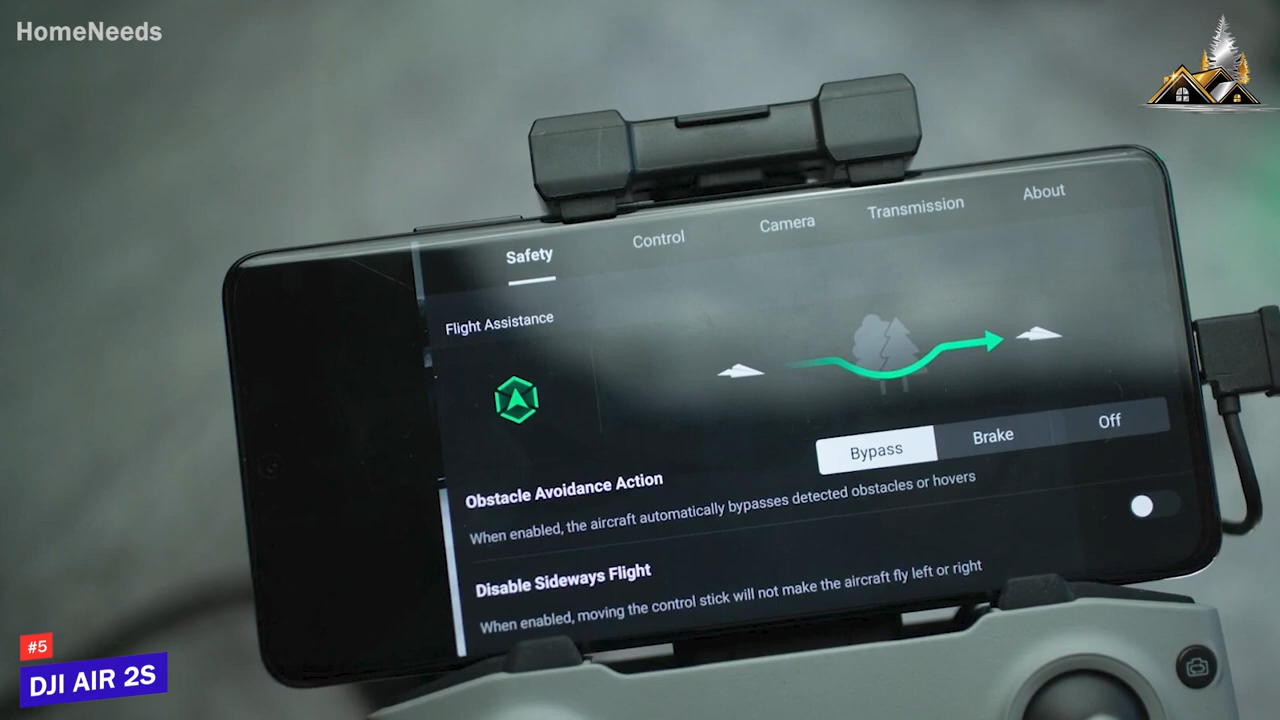 HomeNeeds
Safety
Control
Camera
Transmission
About
Flight Assistance
Bypass
Brake
Off
Obstacle Avoidance Action
When enabled, the aircraft automatically bypasses detected obstacles or hovers
Disable Sideways Flight
When enabled, moving the control stick will not make the aircraft fly left or right
#5
DJI AIR 2S